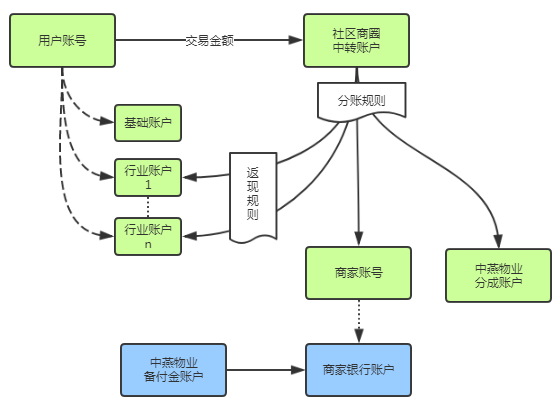 用户账号
交易金额
社区商圈
中转账户
分账规则
基础账户
行业账户
1
返
现
规
则
行业账户
n
商家账号
中燕物业
分成账户
中燕物业
备付金账户
商家银行账户